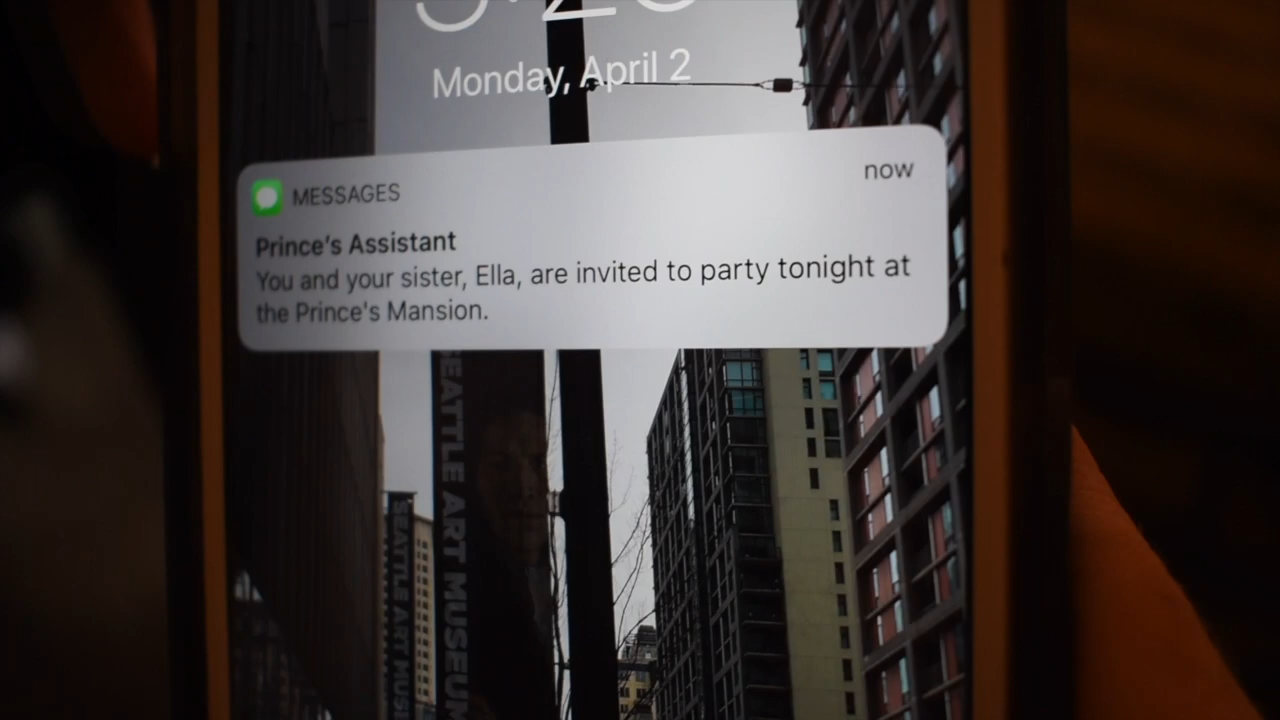 Monday, April 2
MESSAGES
now
Prince's Assistant
You and your sister, Ella, are invited to party tonight at
the Prince's Mansion.
SEATTLE ART MUSEUM
SEATTLE ART